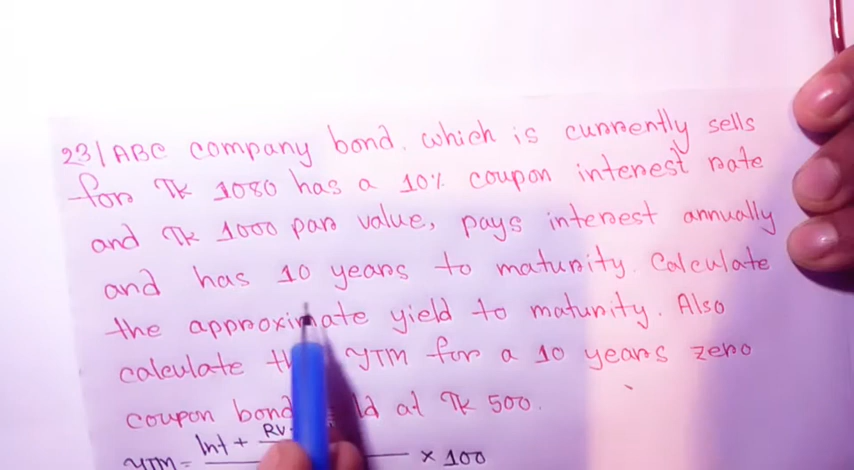 23| ABC company bond. which is currently sells
for Tk 1080 has a 10% coupon interest rate
and Tk 1000 par value, pays interest annually
and has 10 years to maturity. Calculate
the approximate yield to maturity. Also
calculate YTM for a 10 years zero
coupon bond at Tk 500.
Int + RV
YTM = × 100